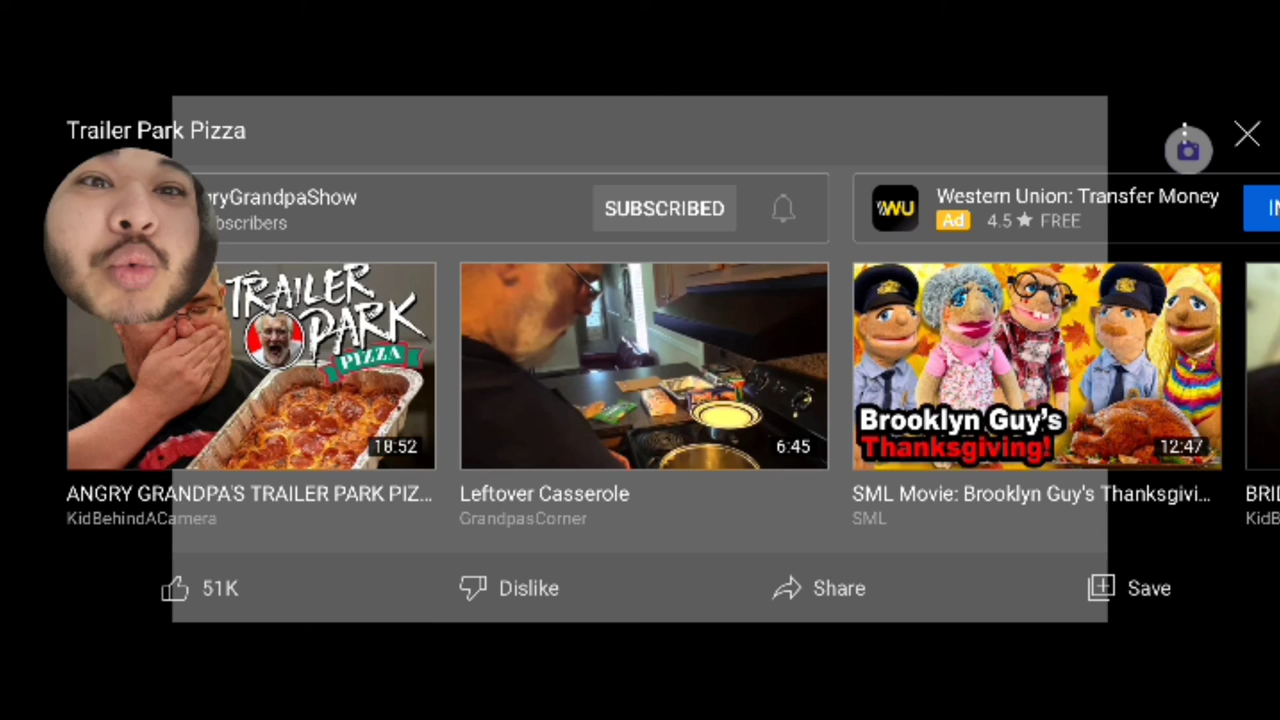 Trailer Park Pizza
ryGrandpaShow
bscribers
SUBSCRIBED
WU
Western Union: Transfer Money
Ad 4.5 ★ FREE
IN
TRAILER
PARK
PIZZA
18:52
6:45
Brooklyn Guy's
Thanksgiving!
12:47
ANGRY GRANDPA'S TRAILER PARK PIZ...
KidBehindACamera
Leftover Casserole
GrandpasCorner
SML Movie: Brooklyn Guy's Thanksgivi...
SML
BRI
KidB
51K
Dislike
Share
Save